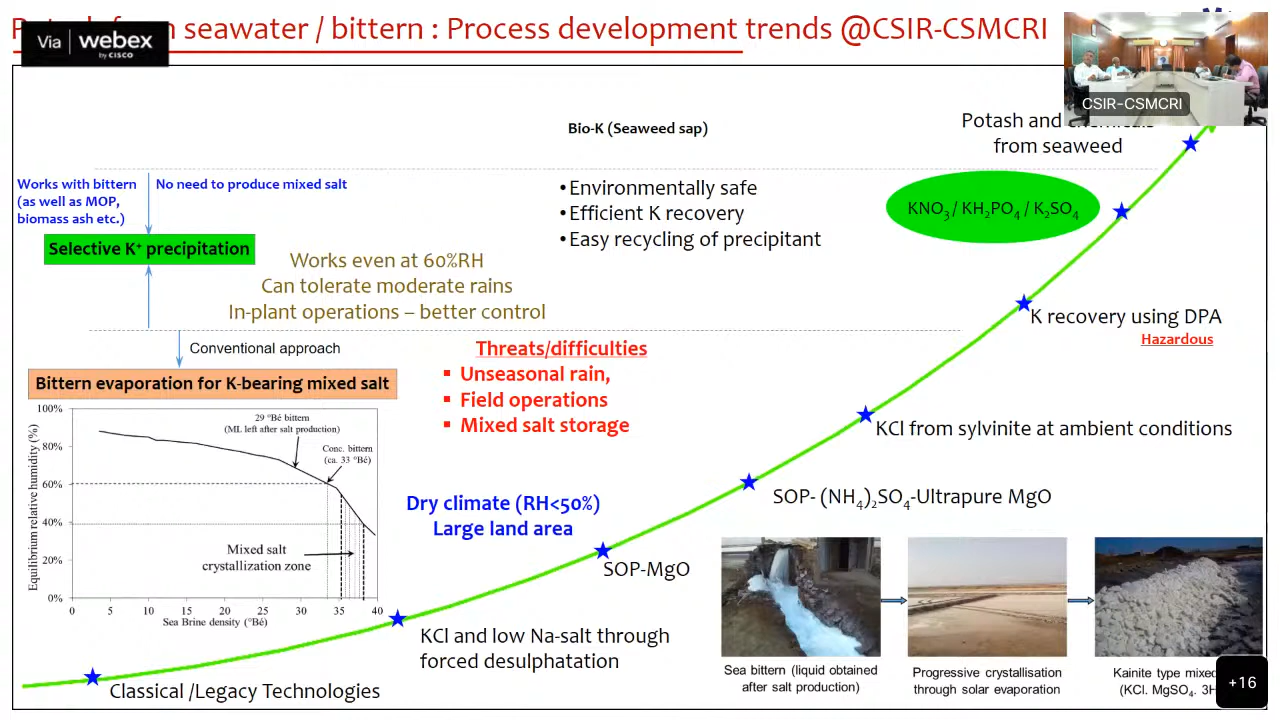 seawater / bittern : Process development trends @CSIR-CSMCRI
Via webex
by CISCO
CSIR-CSMCRI
Bio-K (Seaweed sap)
Potash and
from seaweed
Works with bittern
(as well as MOP,
biomass ash etc.)
No need to produce mixed salt
•Environmentally safe
•Efficient K recovery
•Easy recycling of precipitant
KNO₃/ KH₂PO₄ / K₂SO₄
Selective K⁺ precipitation
Works even at 60%RH
Can tolerate moderate rains
In-plant operations – better control
K recovery using DPA
Hazardous
Conventional approach
Threats/difficulties
▪ Unseasonal rain,
▪ Field operations
▪ Mixed salt storage
Bittern evaporation for K-bearing mixed salt
KCl from sylvinite at ambient conditions
Equilibrium relative humidity (%)
100%
80%
60%
40%
20%
0%
29 °Bé bittern
(ML left after salt production)
Conc. bittern
(ca. 33 °Bé)
Mixed salt
crystallization zone
0 5 10 15 20 25 30 35 40
Sea Brine density (°Bé)
Dry climate (RH<50%)
Large land area
SOP- (NH₄)₂SO₄-Ultrapure MgO
SOP-MgO
KCl and low Na-salt through
forced desulphatation
Classical /Legacy Technologies
Sea bittern (liquid obtained
after salt production)
Progressive crystallisation
through solar evaporation
Kainite type
(KCl. MgSO₄. 3H
+16